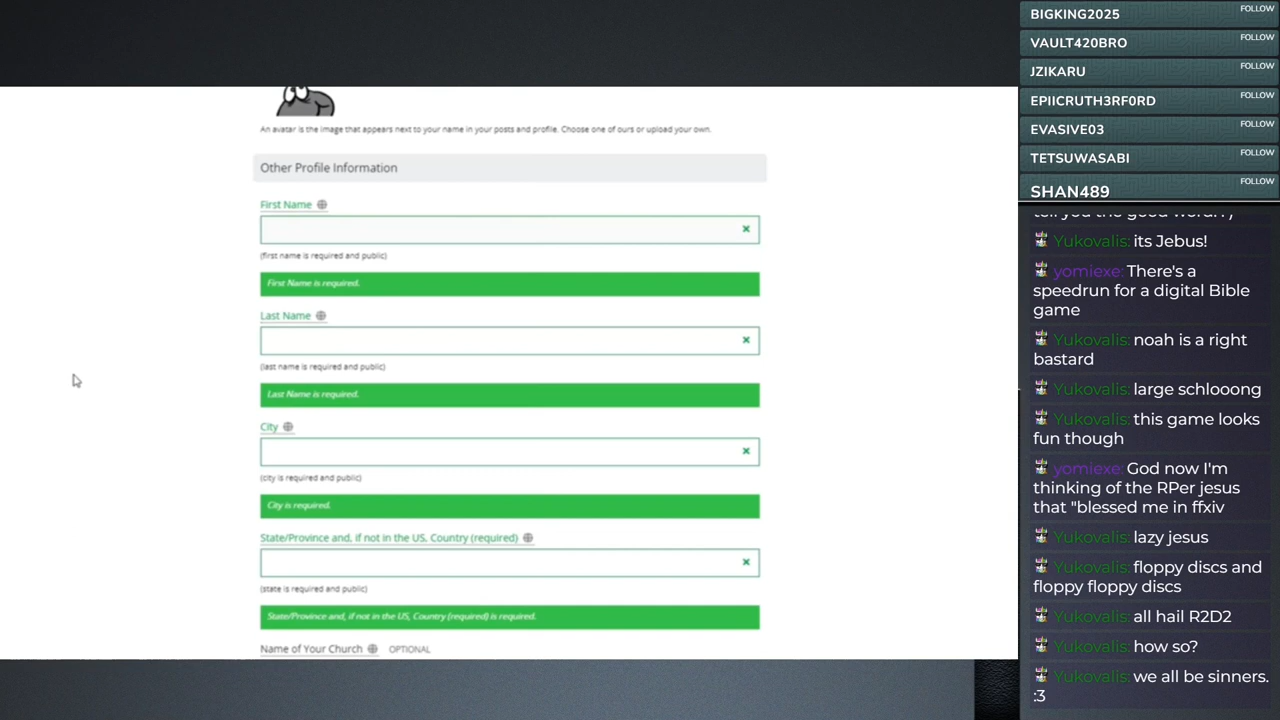 An avatar is the image that appears next to your name in your posts and profile. Choose one of ours or upload your own.
Other Profile Information
First Name
(first name is required and public)
First Name is required.
Last Name
(last name is required and public)
Last Name is required.
City
(city is required and public)
City is required.
State/Province and, if not in the US, Country (required)
(state is required and public)
State/Province and, if not in the US, Country (required) is required.
Name of Your Church OPTIONAL
BIGKING2025 FOLLOW
VAULT420BRO FOLLOW
JZIKARU FOLLOW
EPIICRUTH3RF0RD FOLLOW
EVASIVE03 FOLLOW
TETSUWASABI FOLLOW
SHAN489 FOLLOW
tell you the good word. /
Yukovalis: its Jebus!
yomiexe: There's a
speedrun for a digital Bible
game
Yukovalis: noah is a right
bastard
Yukovalis: large schlooong
Yukovalis: this game looks
fun though
yomiexe: God now I'm
thinking of the RPer jesus
that "blessed me in ffxiv
Yukovalis: lazy jesus
Yukovalis: floppy discs and
floppy floppy discs
Yukovalis: all hail R2D2
Yukovalis: how so?
Yukovalis: we all be sinners.
:3